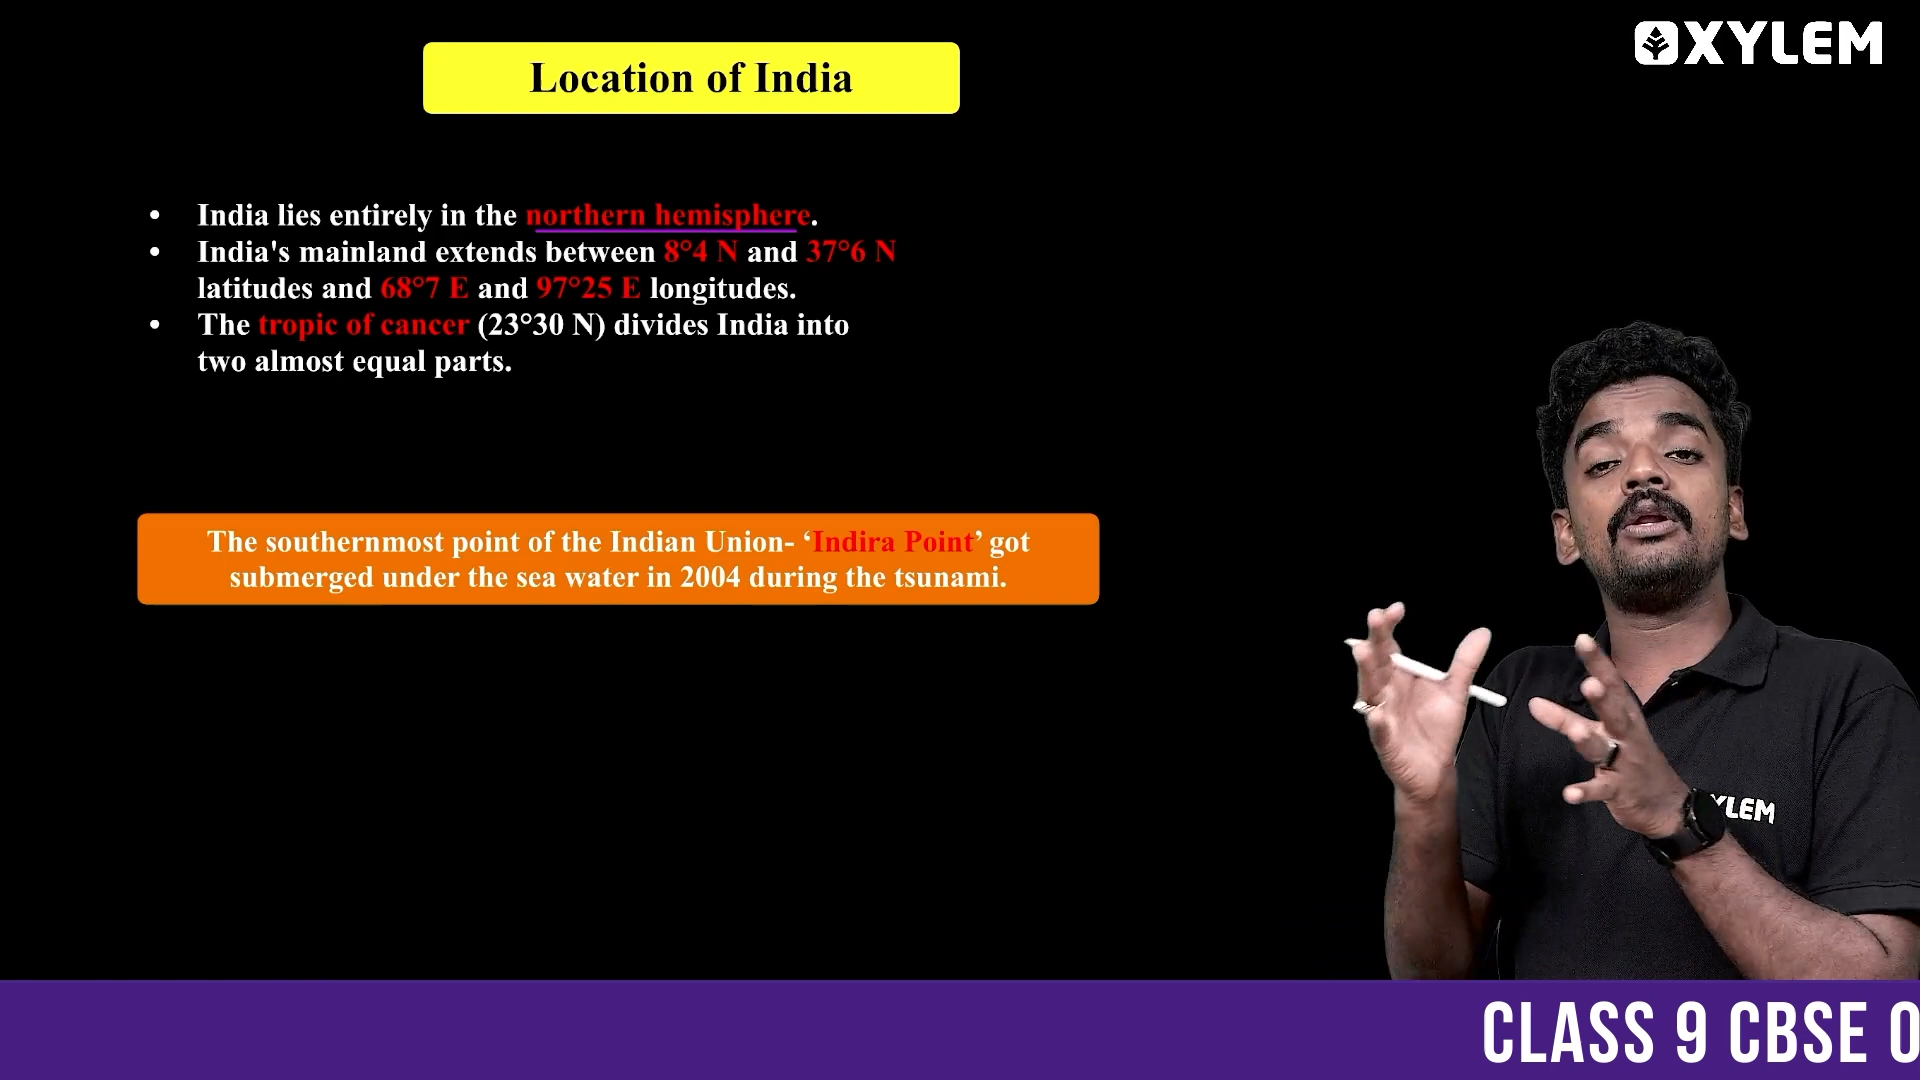 XYLEM
Location of India
• India lies entirely in the northern hemisphere.
• India's mainland extends between 8°4 N and 37°6 N
latitudes and 68°7 E and 97°25 E longitudes.
• The tropic of cancer (23°30 N) divides India into
two almost equal parts.
The southernmost point of the Indian Union- ‘Indira Point’ got
submerged under the sea water in 2004 during the tsunami.
YLEM
CLASS 9 CBSE O